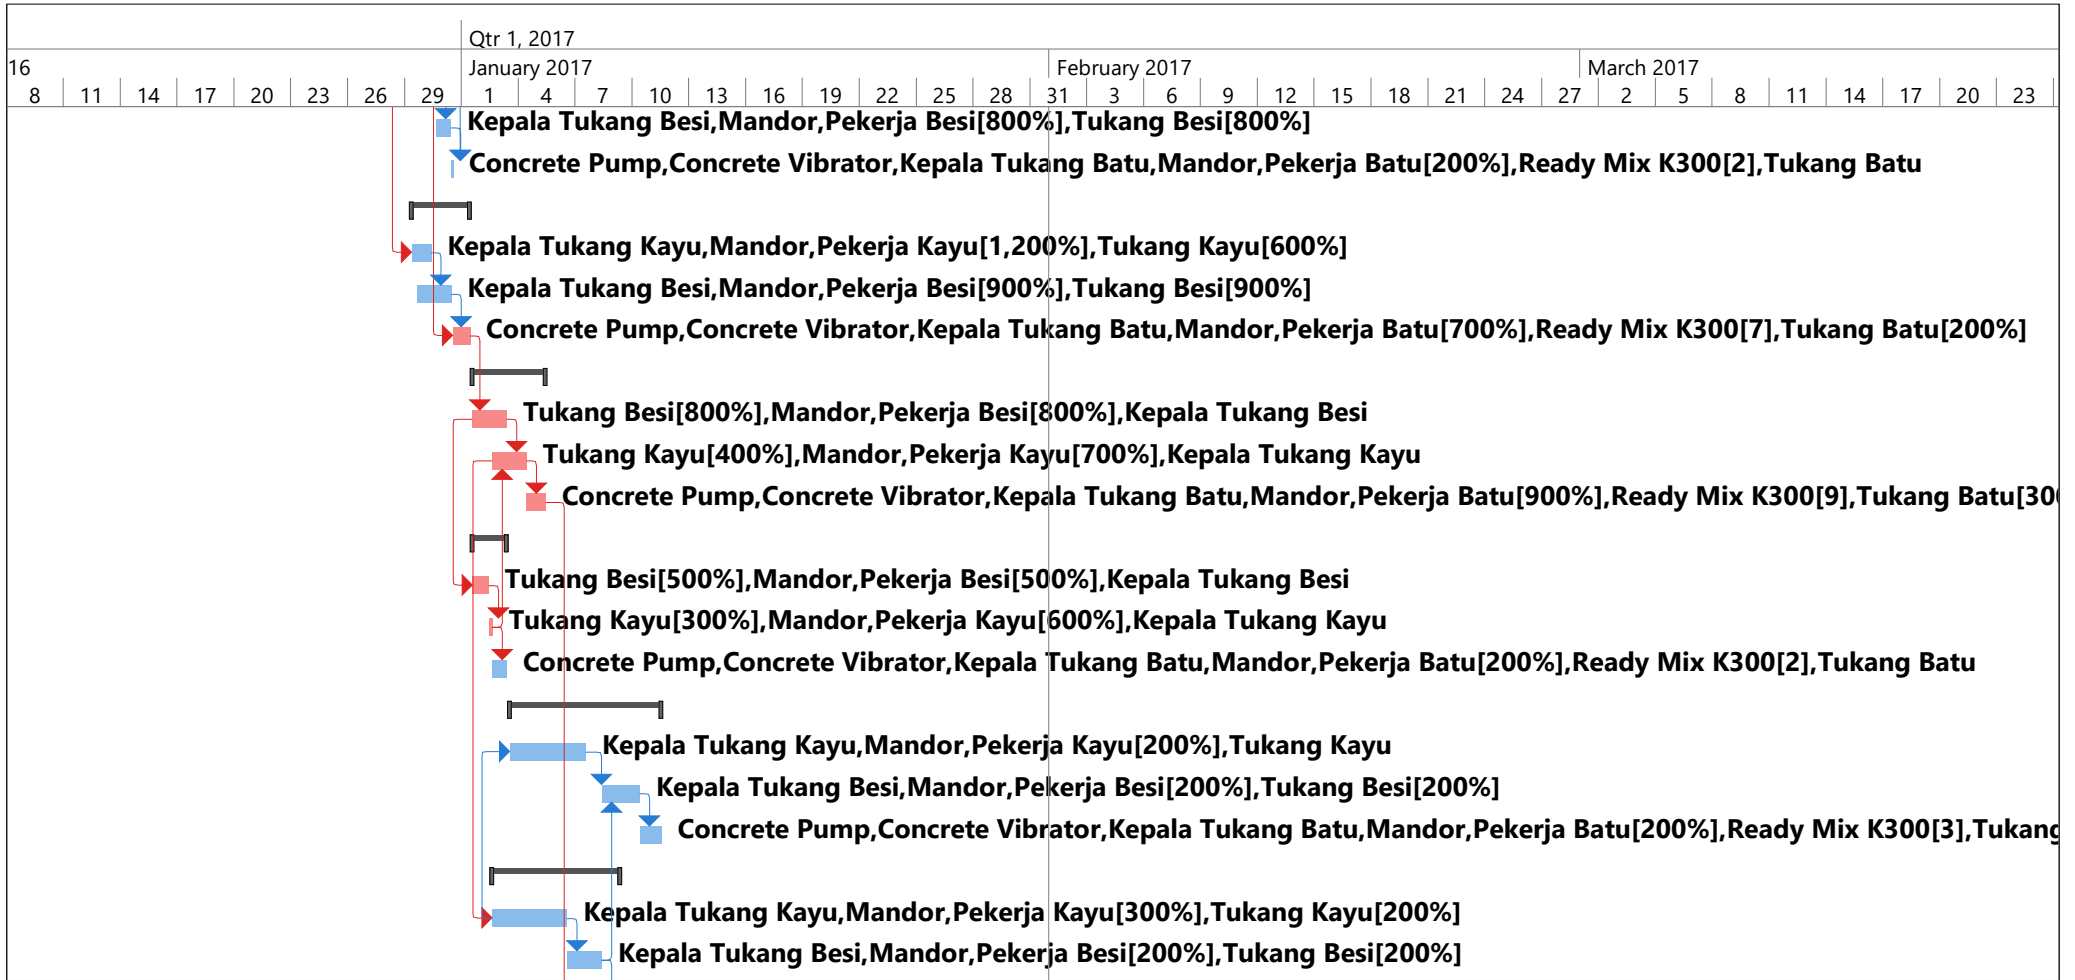 Qtr 1, 2017
16 January 2017 February 2017 March 2017
8 11 14 17 20 23 26 29 1 4 7 10 13 16 19 22 25 28 31 3 6 9 12 15 18 21 24 27 2 5 8 11 14 17 20 23
Kepala Tukang Besi,Mandor,Pekerja Besi[800%],Tukang Besi[800%]
Concrete Pump,Concrete Vibrator,Kepala Tukang Batu,Mandor,Pekerja Batu[200%],Ready Mix K300[2],Tukang Batu
Kepala Tukang Kayu,Mandor,Pekerja Kayu[1,200%],Tukang Kayu[600%]
Kepala Tukang Besi,Mandor,Pekerja Besi[900%],Tukang Besi[900%]
Concrete Pump,Concrete Vibrator,Kepala Tukang Batu,Mandor,Pekerja Batu[700%],Ready Mix K300[7],Tukang Batu[200%]
Tukang Besi[800%],Mandor,Pekerja Besi[800%],Kepala Tukang Besi
Tukang Kayu[400%],Mandor,Pekerja Kayu[700%],Kepala Tukang Kayu
Concrete Pump,Concrete Vibrator,Kepala Tukang Batu,Mandor,Pekerja Batu[900%],Ready Mix K300[9],Tukang Batu[30
Tukang Besi[500%],Mandor,Pekerja Besi[500%],Kepala Tukang Besi
Tukang Kayu[300%],Mandor,Pekerja Kayu[600%],Kepala Tukang Kayu
Concrete Pump,Concrete Vibrator,Kepala Tukang Batu,Mandor,Pekerja Batu[200%],Ready Mix K300[2],Tukang Batu
Kepala Tukang Kayu,Mandor,Pekerja Kayu[200%],Tukang Kayu
Kepala Tukang Besi,Mandor,Pekerja Besi[200%],Tukang Besi[200%]
Concrete Pump,Concrete Vibrator,Kepala Tukang Batu,Mandor,Pekerja Batu[200%],Ready Mix K300[3],Tukang
Kepala Tukang Kayu,Mandor,Pekerja Kayu[300%],Tukang Kayu[200%]
Kepala Tukang Besi,Mandor,Pekerja Besi[200%],Tukang Besi[200%]